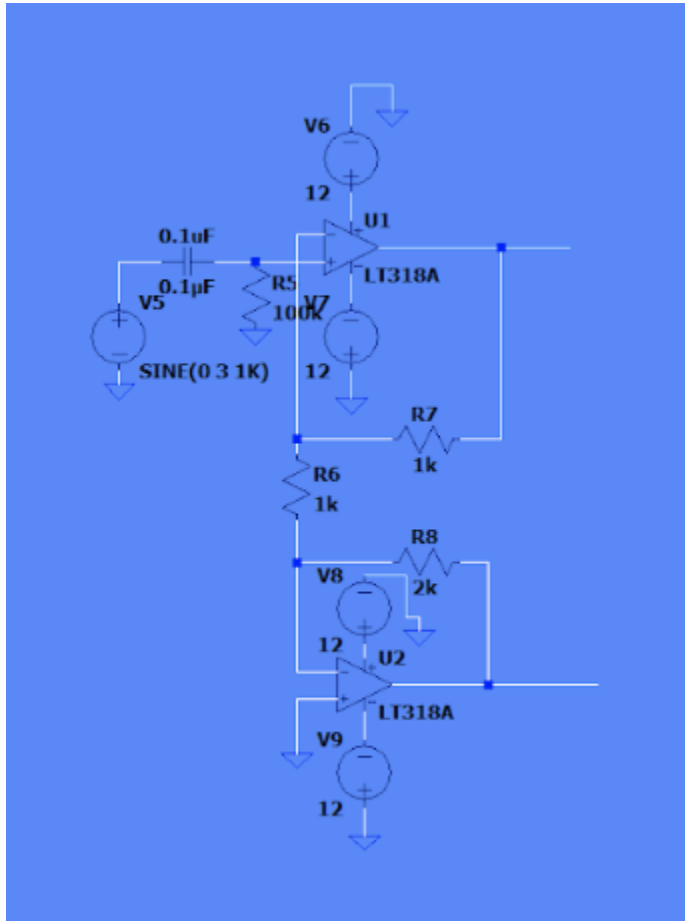 V6
12
U1
0.1uF
0.1µF
R5
100k
LT318A
V5
V7
SINE(0 3 1K)
12
R7
1k
R6
1k
R8
2k
V8
12
U2
LT318A
V9
12